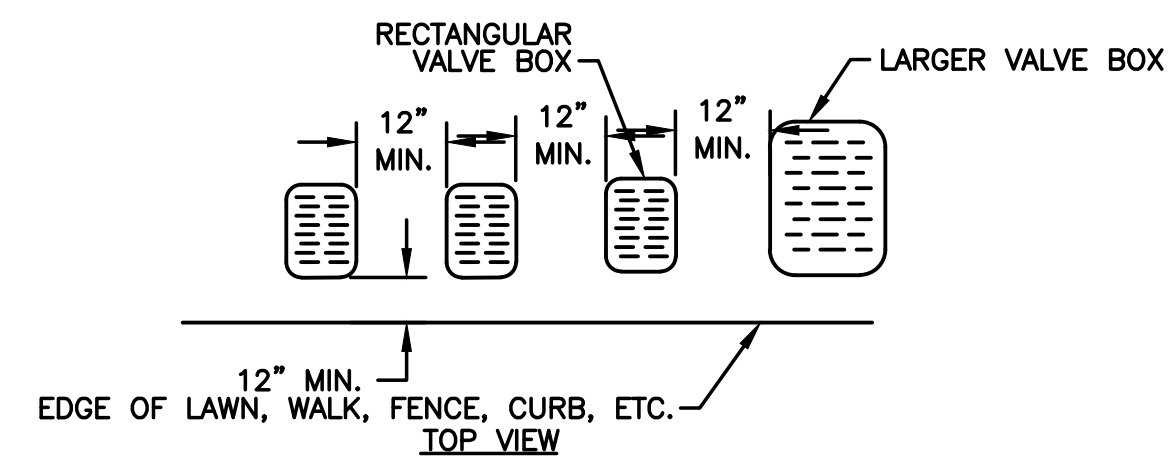 RECTANGULAR
VALVE BOX
LARGER VALVE BOX
12”
MIN.
12”
MIN.
12”
MIN.
12” MIN.
EDGE OF LAWN, WALK, FENCE, CURB, ETC.
TOP VIEW